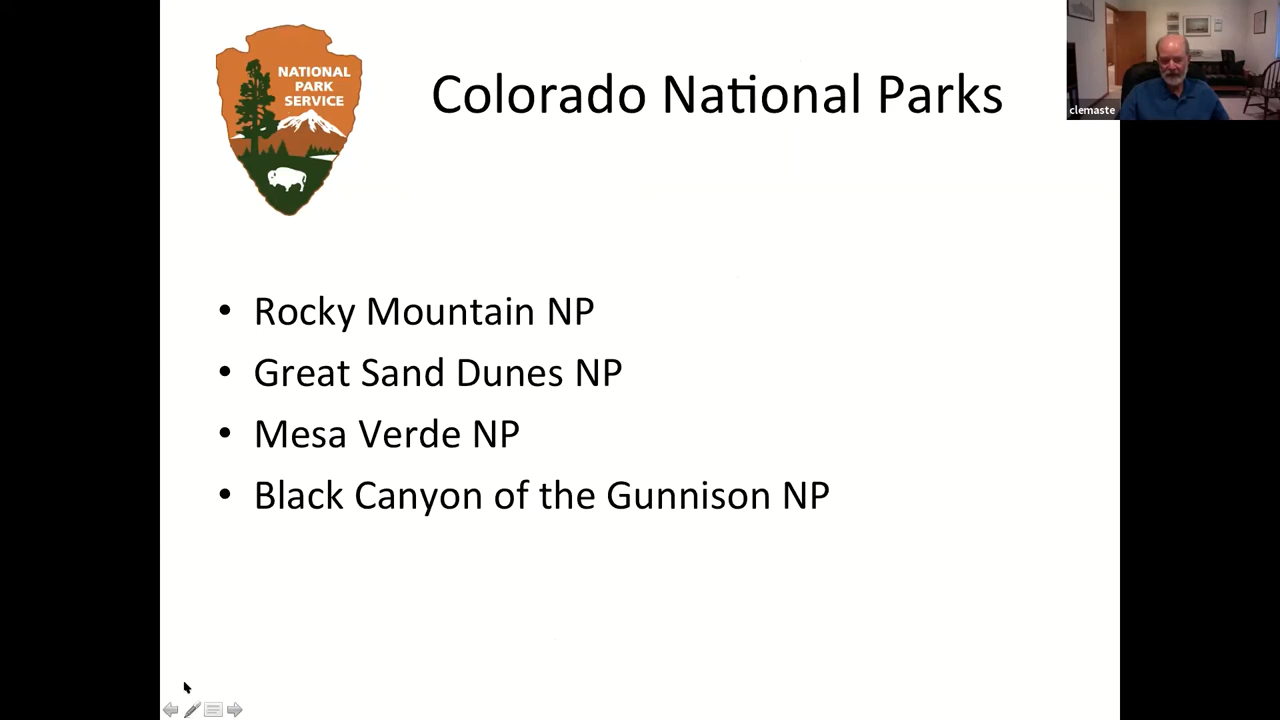 NATIONAL
PARK
SERVICE
Colorado National Parks
clemaste
• Rocky Mountain NP
• Great Sand Dunes NP
• Mesa Verde NP
• Black Canyon of the Gunnison NP